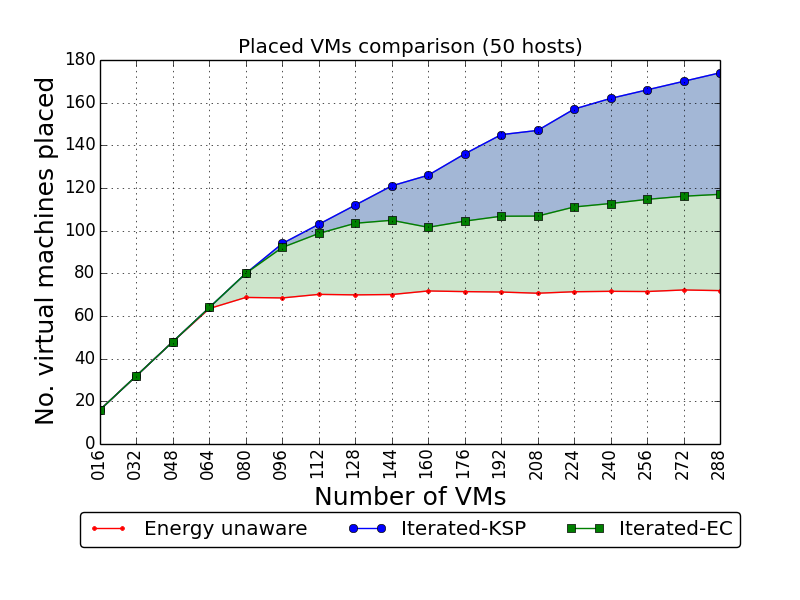 Placed VMs comparison (50 hosts)
No. virtual machines placed
180
160
140
120
100
80
60
40
20
0
016 032 048 064 080 096 112 128 144 160 176 192 208 224 240 256 272 288
Number of VMs
Energy unaware Iterated-KSP Iterated-EC